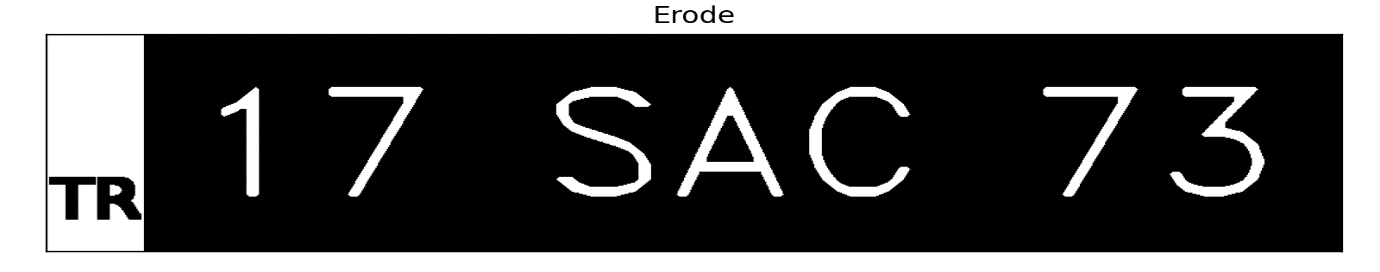 Erode
TR 17 SAC 73